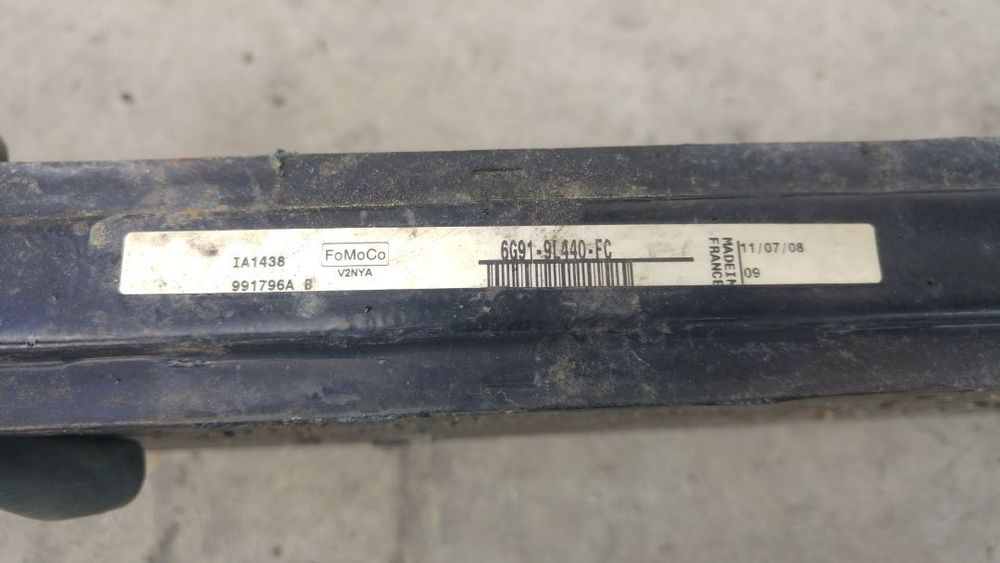 IA1438
991796A B
FoMoCo
V2NYA
6G91-9L440-FC
MADE IN
FRANCE
11/07/08
09